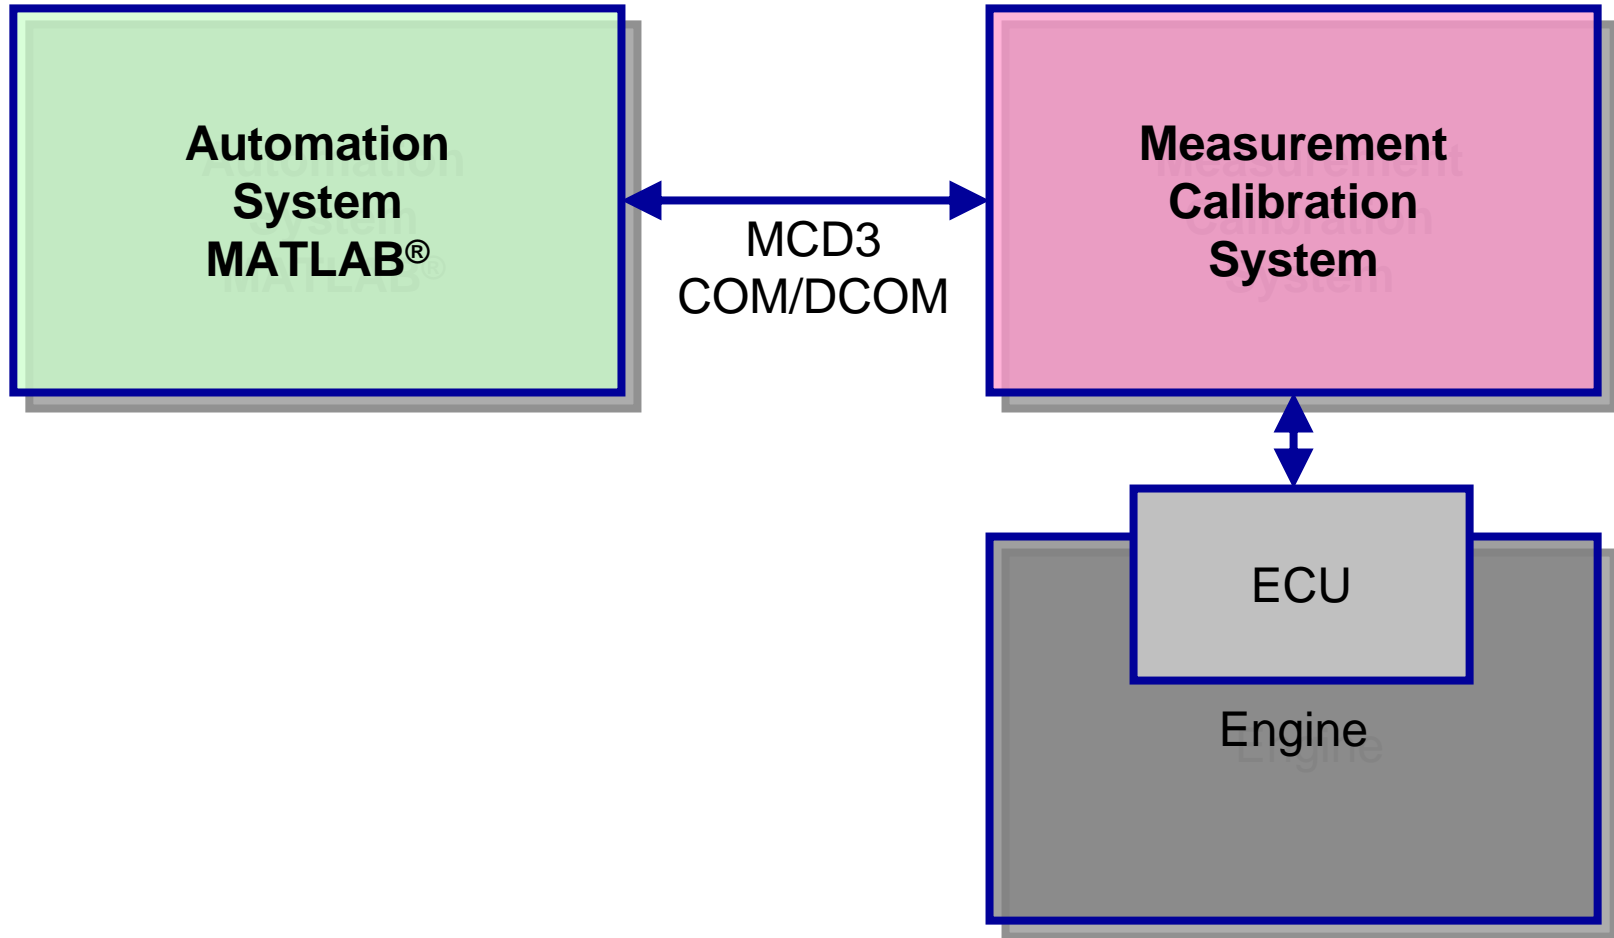 Automation
System
MATLAB®
MCD3
COM/DCOM
Measurement
Calibration
System
ECU
Engine